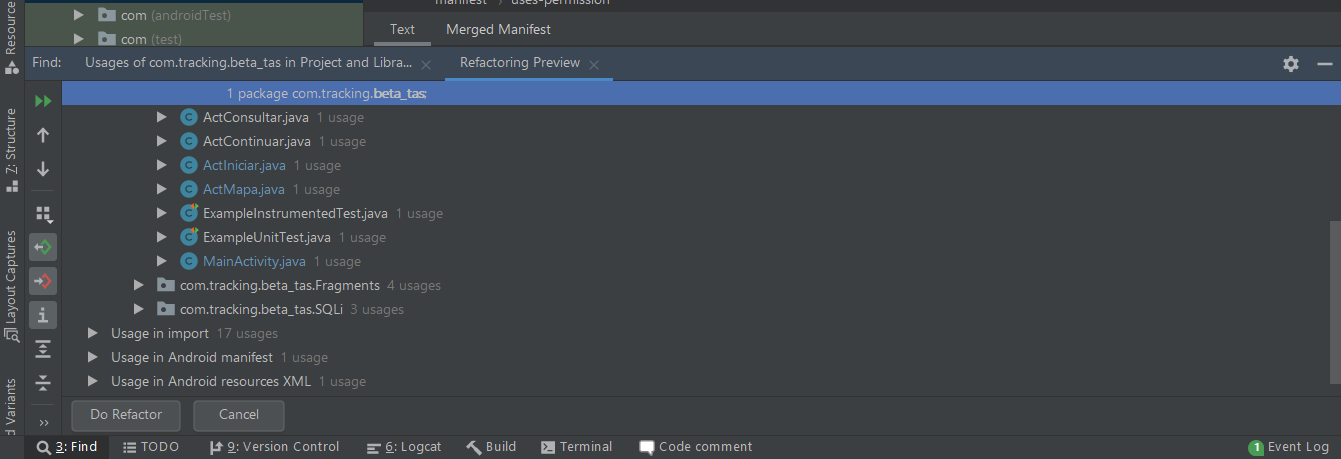 manifest > uses-permission
com (androidTest)
com (test)
Text Merged Manifest
Find: Usages of com.tracking.beta_tas in Project and Libra... Refactoring Preview
1 package com.tracking.beta_tas;
ActConsultar.java 1 usage
ActContinuar.java 1 usage
ActIniciar.java 1 usage
ActMapa.java 1 usage
ExampleInstrumentedTest.java 1 usage
ExampleUnitTest.java 1 usage
MainActivity.java 1 usage
com.tracking.beta_tas.Fragments 4 usages
com.tracking.beta_tas.SQLi 3 usages
Usage in import 17 usages
Usage in Android manifest 1 usage
Usage in Android resources XML 1 usage
Do Refactor Cancel
3: Find TODO 9: Version Control 6: Logcat Build Terminal Code comment 1 Event Log
Resource
7: Structure
Layout Captures
d Variants